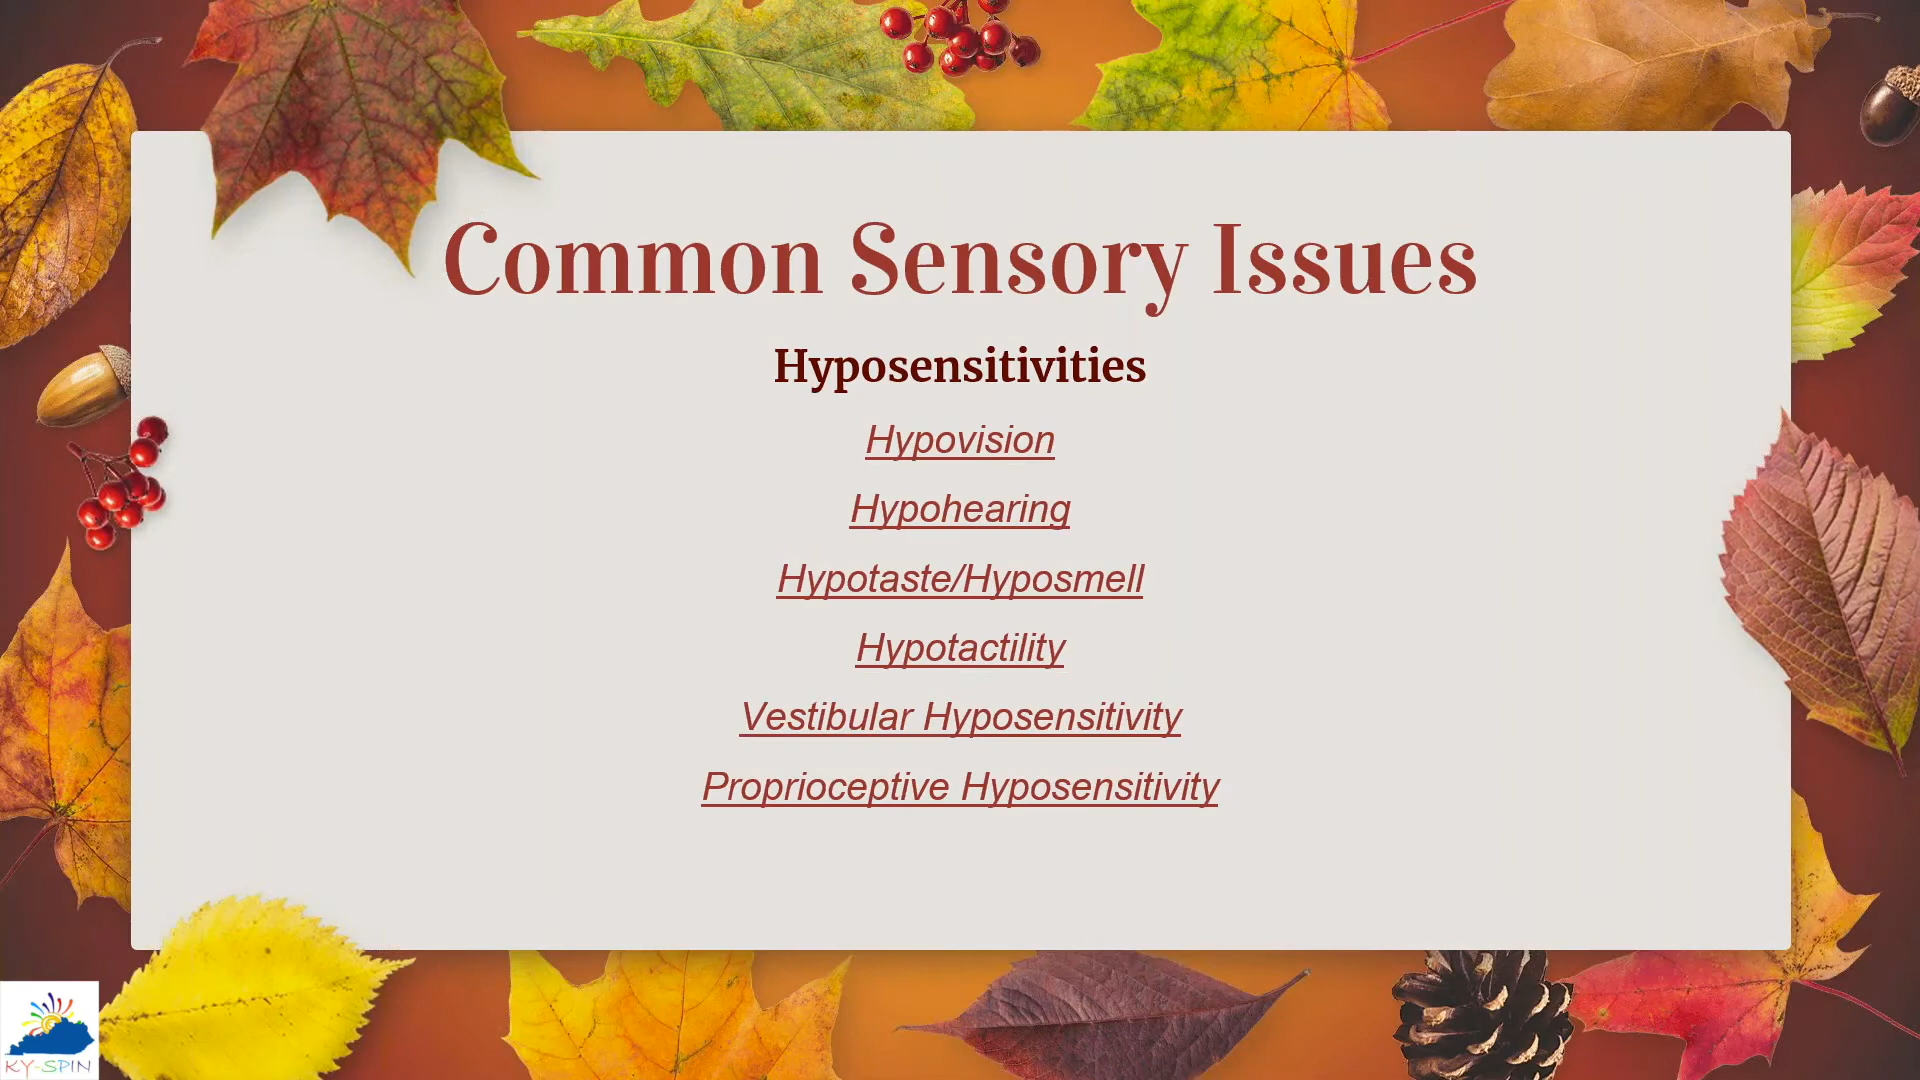 Common Sensory Issues
Hyposensitivities
Hypovision
Hypohearing
Hypotaste/Hyposmell
Hypotactility
Vestibular Hyposensitivity
Proprioceptive Hyposensitivity
KY-SPIN